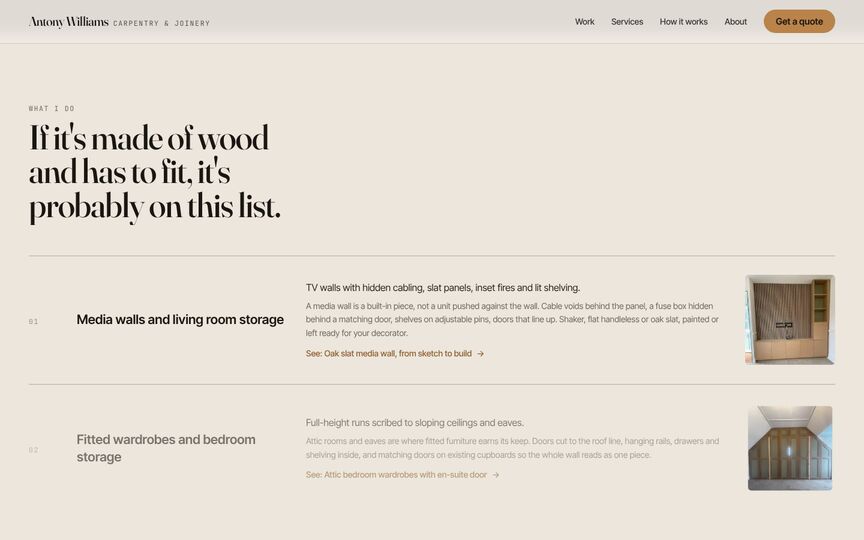 Antony Williams CARPENTRY & JOINERY
Work Services How it works About Get a quote
WHAT I DO
If it's made of wood
and has to fit, it's
probably on this list.
01
Media walls and living room storage
TV walls with hidden cabling, slat panels, inset fires and lit shelving.
A media wall is a built-in piece, not a unit pushed against the wall. Cable voids behind the panel, a fuse box hidden
behind a matching door, shelves on adjustable pins, doors that line up. Shaker, flat handleless or oak slat, painted or
left ready for your decorator.
See: Oak slat media wall, from sketch to build →
02
Fitted wardrobes and bedroom
storage
Full-height runs scribed to sloping ceilings and eaves.
Attic rooms and eaves are where fitted furniture earns its keep. Doors cut to the roof line, hanging rails, drawers and
shelving inside, and matching doors on existing cupboards so the whole wall reads as one piece.
See: Attic bedroom wardrobes with en-suite door →